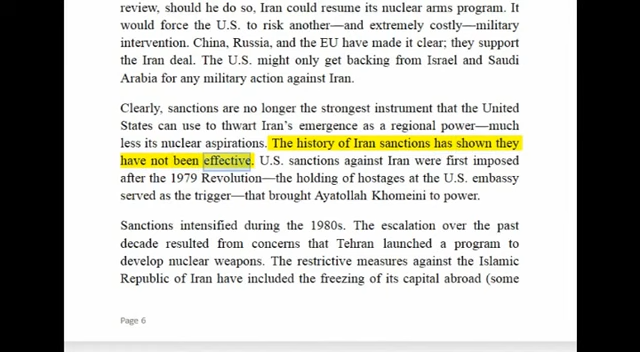 review, should he do so, Iran could resume its nuclear arms program. It
would force the U.S. to risk another—and extremely costly—military
intervention. China, Russia, and the EU have made it clear; they support
the Iran deal. The U.S. might only get backing from Israel and Saudi
Arabia for any military action against Iran.
Clearly, sanctions are no longer the strongest instrument that the United
States can use to thwart Iran's emergence as a regional power—much
less its nuclear aspirations. The history of Iran sanctions has shown they
have not been effective. U.S. sanctions against Iran were first imposed
after the 1979 Revolution—the holding of hostages at the U.S. embassy
served as the trigger—that brought Ayatollah Khomeini to power.
Sanctions intensified during the 1980s. The escalation over the past
decade resulted from concerns that Tehran launched a program to
develop nuclear weapons. The restrictive measures against the Islamic
Republic of Iran have included the freezing of its capital abroad (some
Page 6